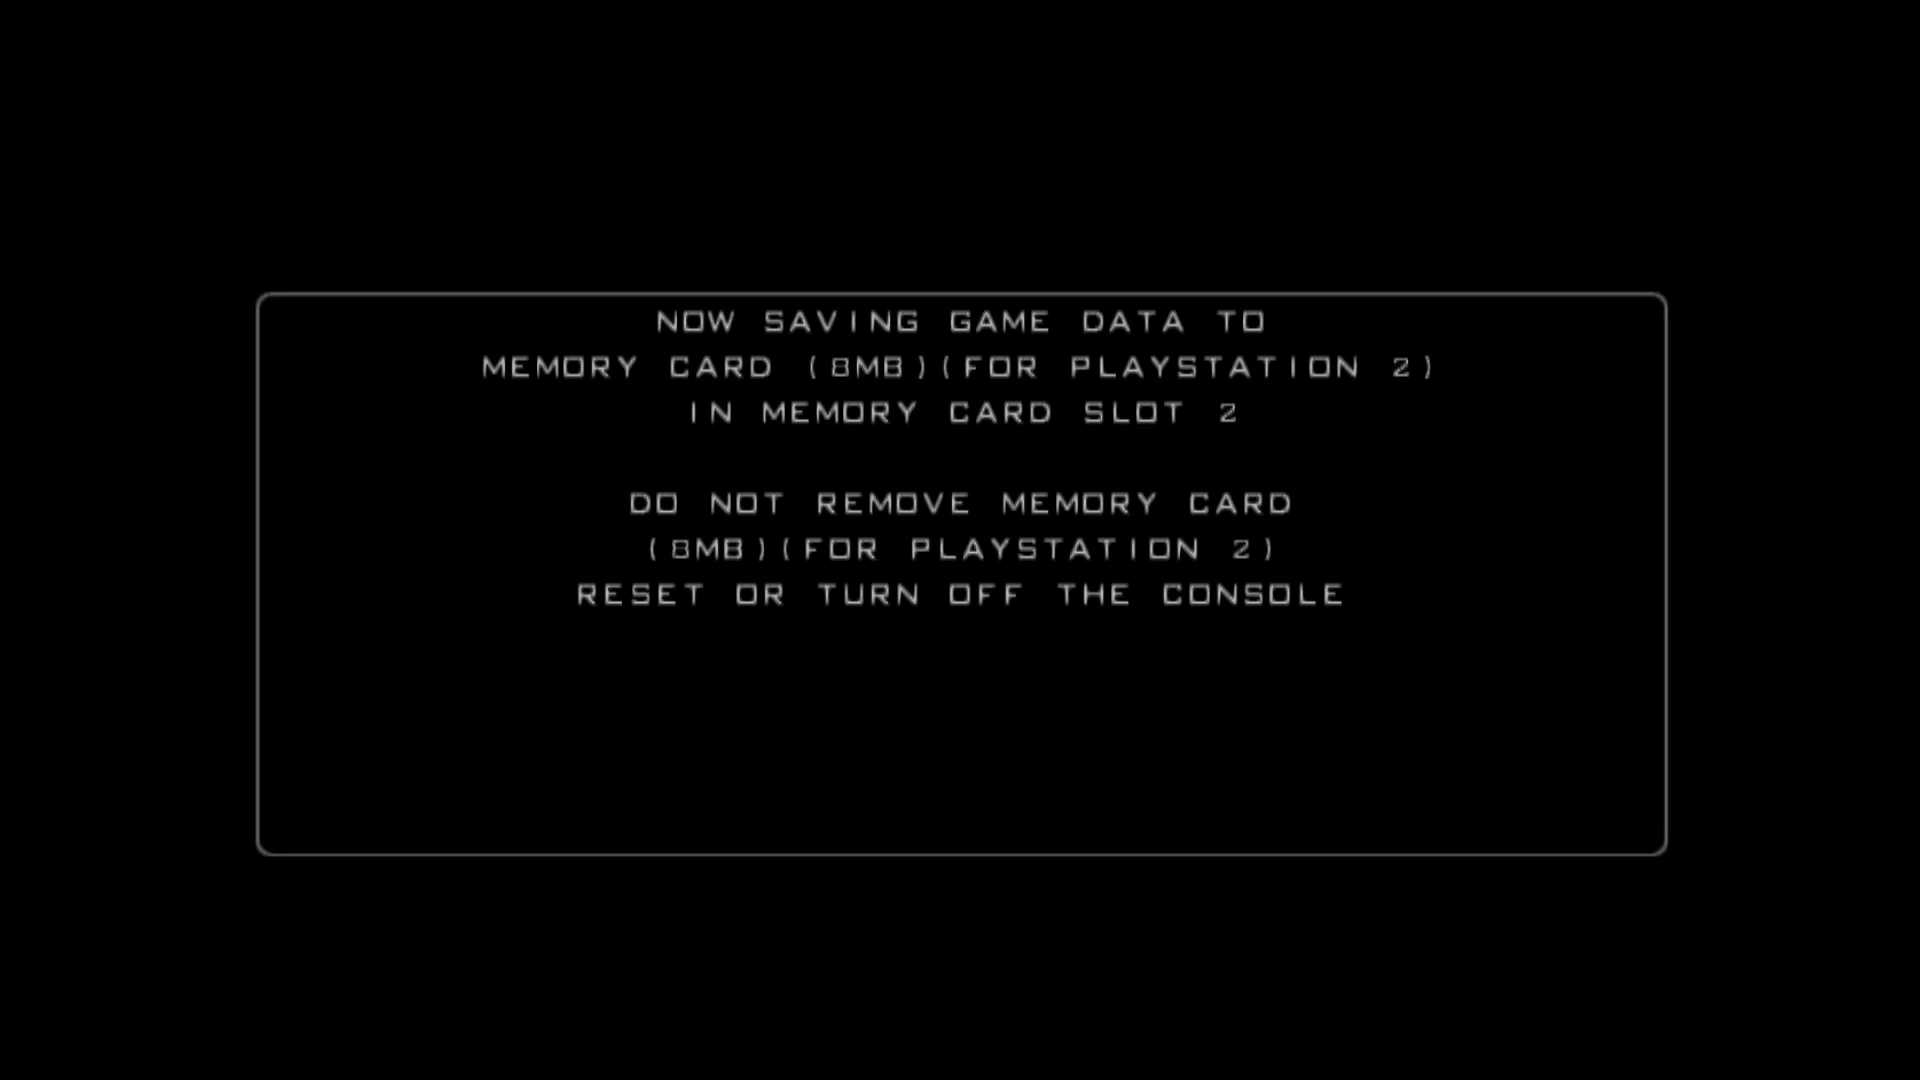 NOW SAVING GAME DATA TO
MEMORY CARD (8MB)(FOR PLAYSTATION 2)
IN MEMORY CARD SLOT 2
DO NOT REMOVE MEMORY CARD
(8MB)(FOR PLAYSTATION 2)
RESET OR TURN OFF THE CONSOLE